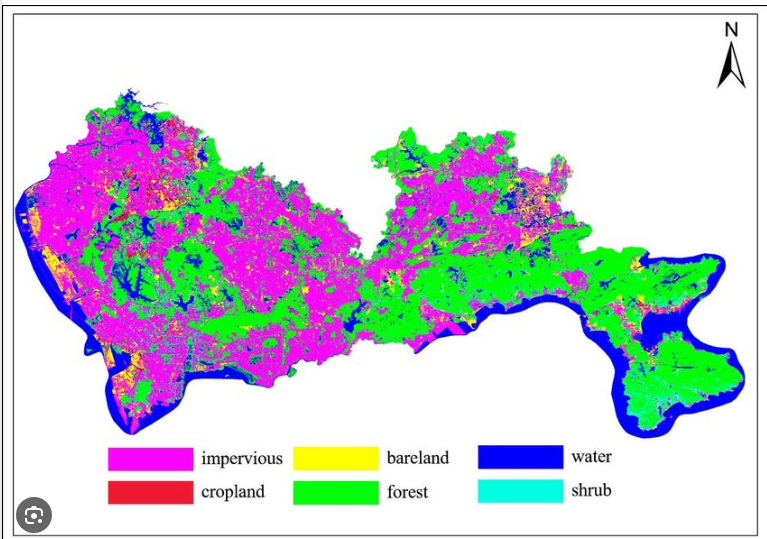 N
impervious bareland water
cropland forest shrub